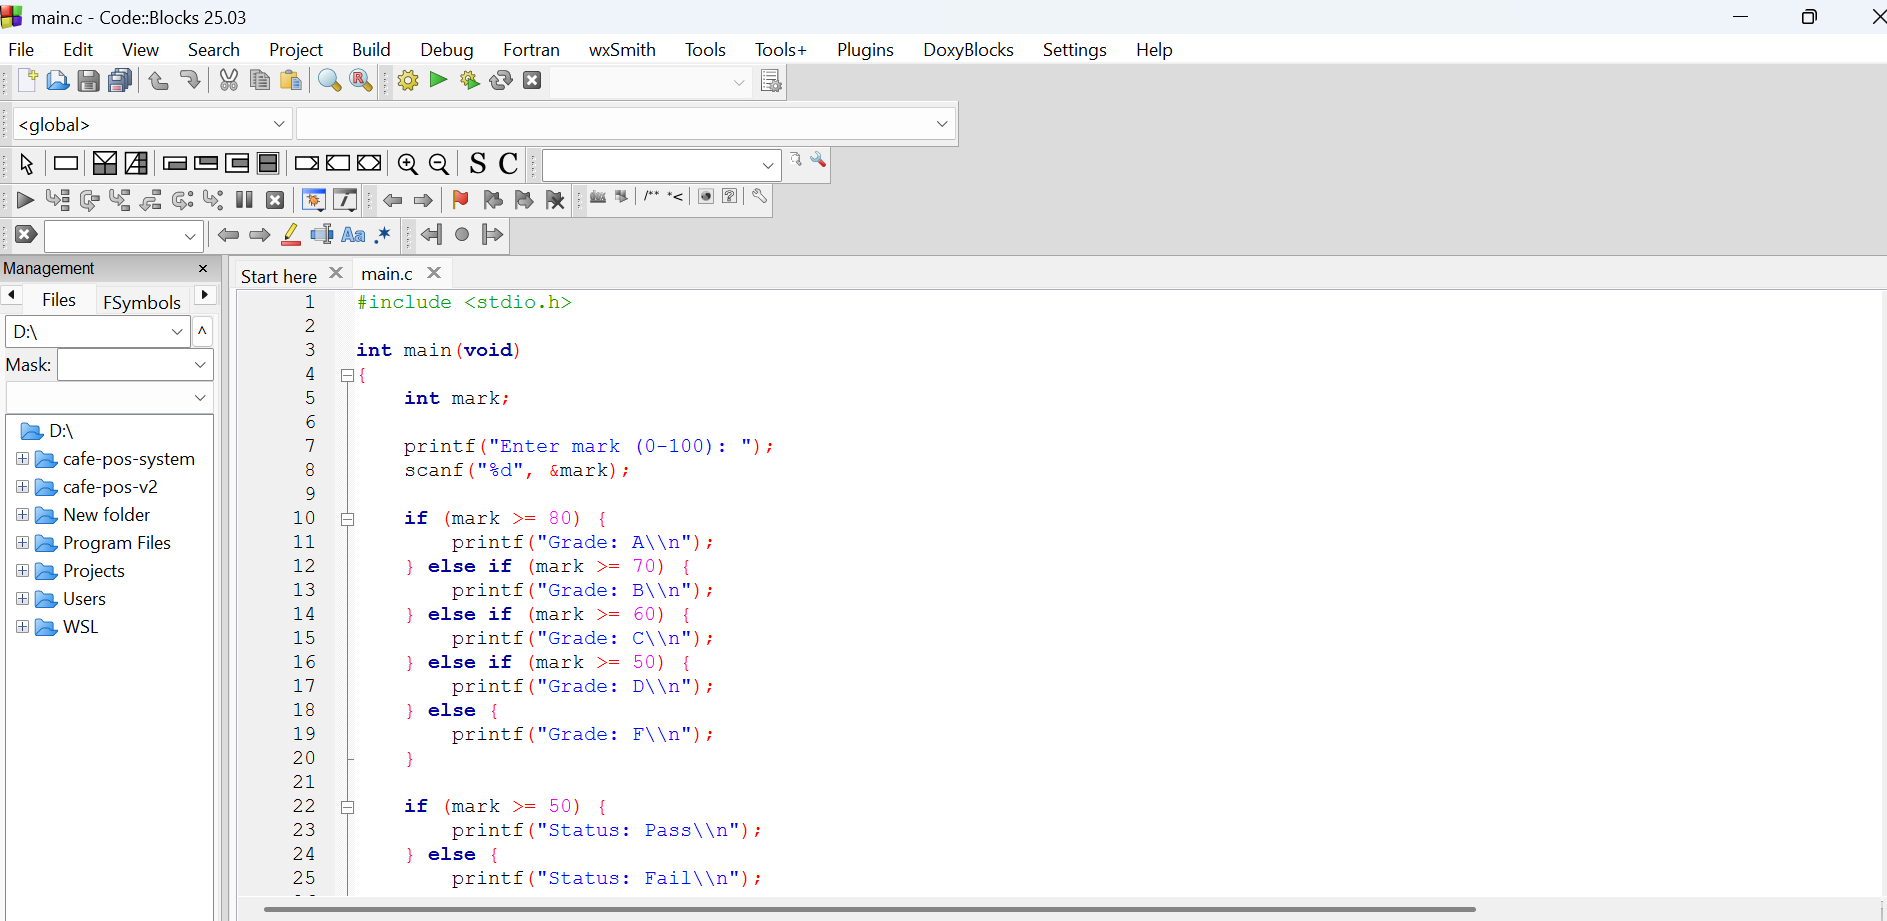 main.c - Code::Blocks 25.03
File Edit View Search Project Build Debug Fortran wxSmith Tools Tools+ Plugins DoxyBlocks Settings Help
<global>
S C
/** *<
Aa .*
Management
Start here main.c
Files FSymbols
D:\
Mask:
D:\
cafe-pos-system
cafe-pos-v2
New folder
Program Files
Projects
Users
WSL
1 #include <stdio.h>
2
3 int main(void)
4 {
5     int mark;
6
7     printf("Enter mark (0-100): ");
8     scanf("%d", &mark);
9
10     if (mark >= 80) {
11         printf("Grade: A\\n");
12     } else if (mark >= 70) {
13         printf("Grade: B\\n");
14     } else if (mark >= 60) {
15         printf("Grade: C\\n");
16     } else if (mark >= 50) {
17         printf("Grade: D\\n");
18     } else {
19         printf("Grade: F\\n");
20     }
21
22     if (mark >= 50) {
23         printf("Status: Pass\\n");
24     } else {
25         printf("Status: Fail\\n");